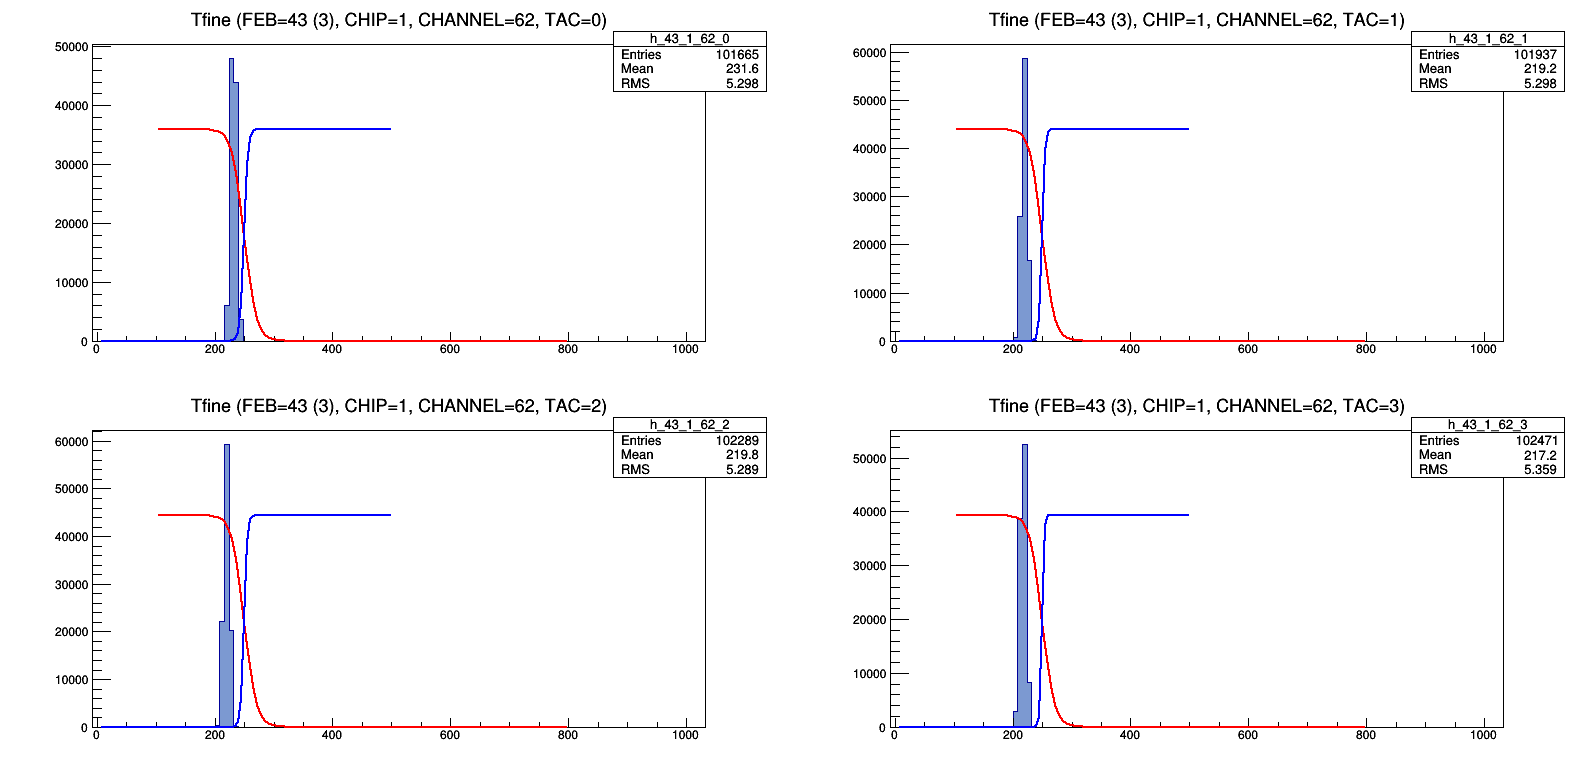 Tfine (FEB=43 (3), CHIP=1, CHANNEL=62, TAC=0)
h_43_1_62_0
Entries 101665
Mean 231.6
RMS 5.298
50000
40000
30000
20000
10000
0
0 200 400 600 800 1000
Tfine (FEB=43 (3), CHIP=1, CHANNEL=62, TAC=1)
h_43_1_62_1
Entries 101937
Mean 219.2
RMS 5.298
60000
50000
40000
30000
20000
10000
0
0 200 400 600 800 1000
Tfine (FEB=43 (3), CHIP=1, CHANNEL=62, TAC=2)
h_43_1_62_2
Entries 102289
Mean 219.8
RMS 5.289
60000
50000
40000
30000
20000
10000
0
0 200 400 600 800 1000
Tfine (FEB=43 (3), CHIP=1, CHANNEL=62, TAC=3)
h_43_1_62_3
Entries 102471
Mean 217.2
RMS 5.359
50000
40000
30000
20000
10000
0
0 200 400 600 800 1000